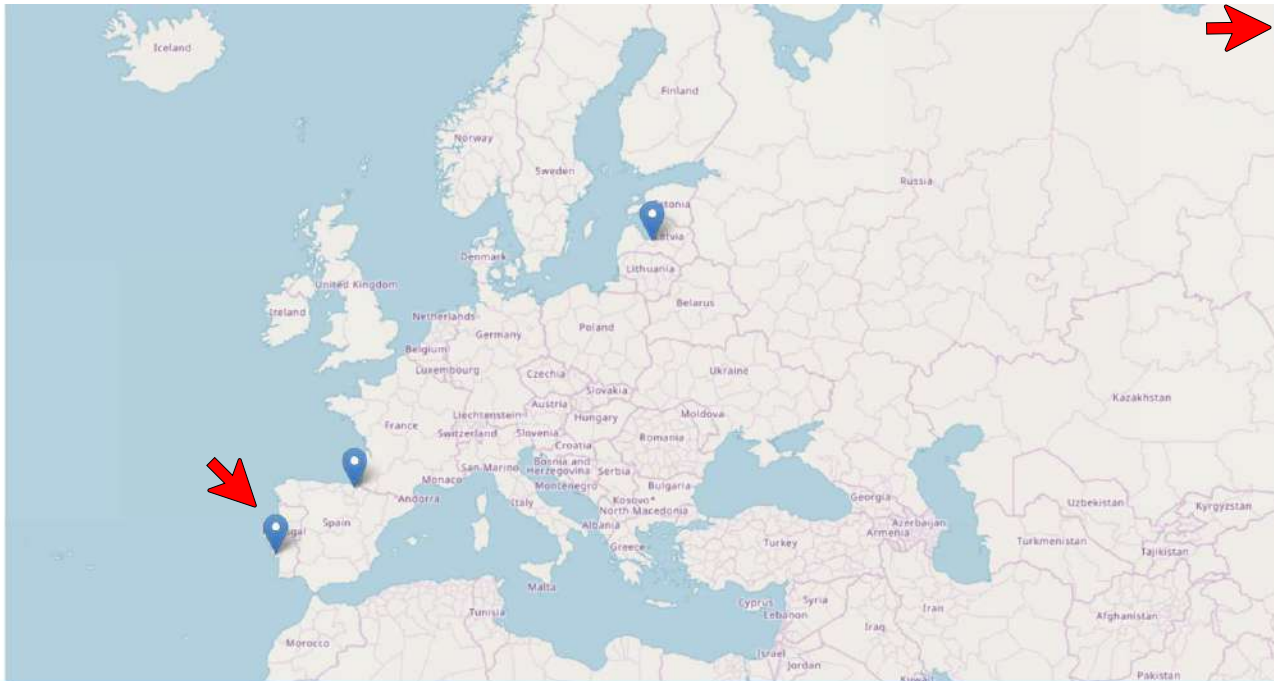 Iceland
Finland
Norway
Sweden
Russia
Estonia
Latvia
Denmark
Lithuania
United Kingdom
Ireland
Belarus
Netherlands
Germany
Poland
Belgium
Luxembourg
Czechia
Ukraine
Slovakia
Kazakhstan
Austria
Liechtenstein
Hungary
Moldova
France
Switzerland
Slovenia
Romania
Croatia
San Marino
Bosnia and
Herzegovina
Serbia
Monaco
Montenegro
Bulgaria
Andorra
Italy
Kosovo*
Georgia
Uzbekistan
Kyrgyzstan
North Macedonia
Spain
Albania
Azerbaijan
Armenia
Portugal
Greece
Turkey
Turkmenistan
Tajikistan
Malta
Cyprus
Syria
Tunisia
Lebanon
Iran
Afghanistan
Iraq
Morocco
Israel
Jordan
Pakistan
Kuwait